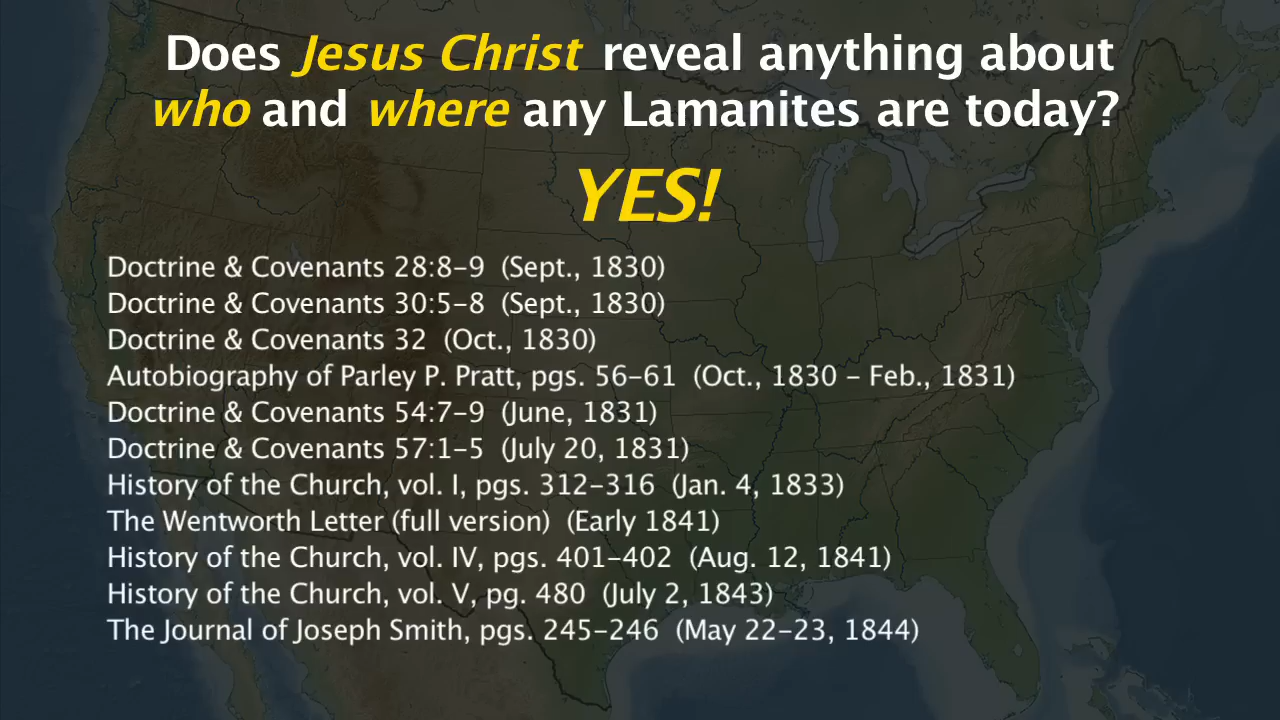 Does Jesus Christ reveal anything about
who and where any Lamanites are today?
YES!
Doctrine & Covenants 28:8–9 (Sept., 1830)
Doctrine & Covenants 30:5–8 (Sept., 1830)
Doctrine & Covenants 32 (Oct., 1830)
Autobiography of Parley P. Pratt, pgs. 56–61 (Oct., 1830 – Feb., 1831)
Doctrine & Covenants 54:7–9 (June, 1831)
Doctrine & Covenants 57:1–5 (July 20, 1831)
History of the Church, vol. I, pgs. 312–316 (Jan. 4, 1833)
The Wentworth Letter (full version) (Early 1841)
History of the Church, vol. IV, pgs. 401–402 (Aug. 12, 1841)
History of the Church, vol. V, pg. 480 (July 2, 1843)
The Journal of Joseph Smith, pgs. 245–246 (May 22–23, 1844)